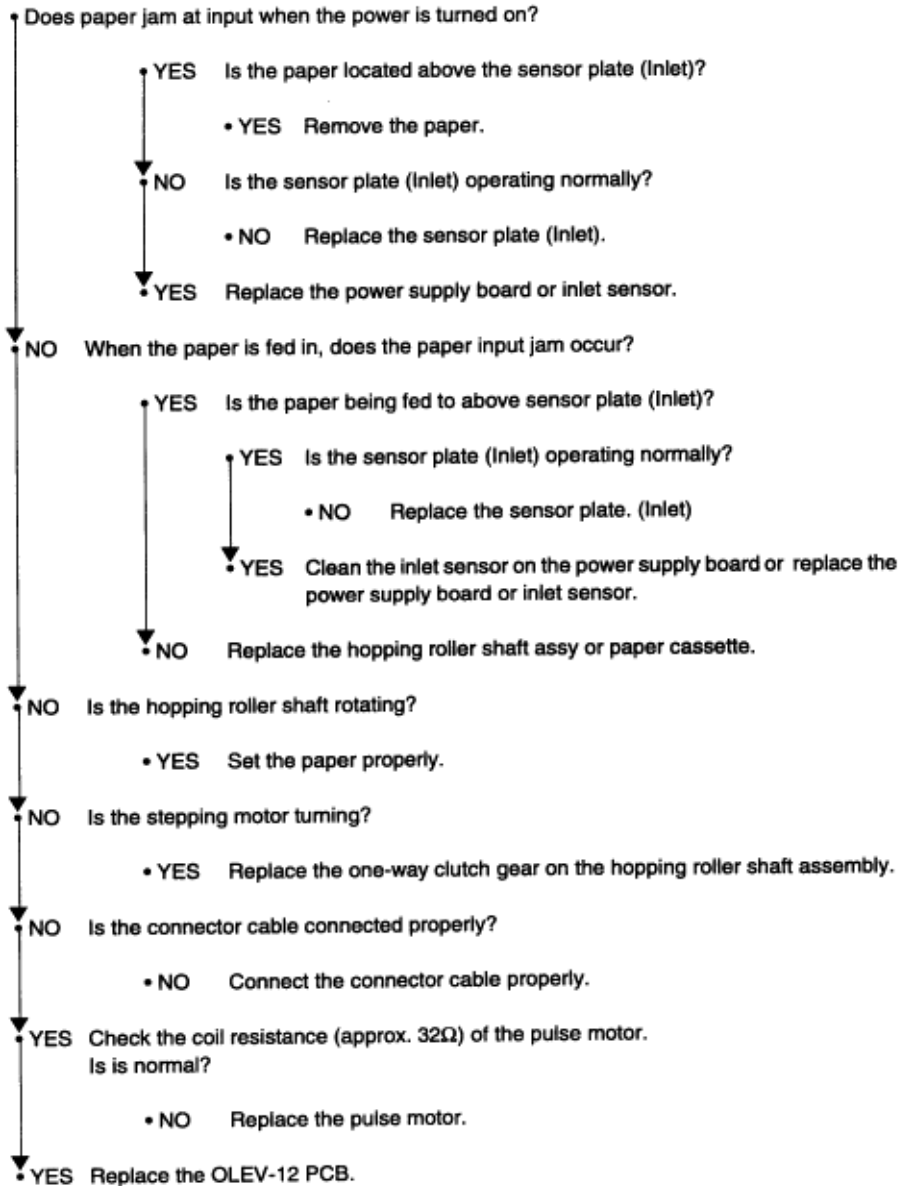 • Does paper jam at input when the power is turned on?
• YES Is the paper located above the sensor plate (Inlet)?
• YES Remove the paper.
• NO Is the sensor plate (Inlet) operating normally?
• NO Replace the sensor plate (Inlet).
• YES Replace the power supply board or inlet sensor.
• NO When the paper is fed in, does the paper input jam occur?
• YES Is the paper being fed to above sensor plate (Inlet)?
• YES Is the sensor plate (Inlet) operating normally?
• NO Replace the sensor plate. (Inlet)
• YES Clean the inlet sensor on the power supply board or replace the
power supply board or inlet sensor.
• NO Replace the hopping roller shaft assy or paper cassette.
• NO Is the hopping roller shaft rotating?
• YES Set the paper properly.
• NO Is the stepping motor turning?
• YES Replace the one-way clutch gear on the hopping roller shaft assembly.
• NO Is the connector cable connected properly?
• NO Connect the connector cable properly.
• YES Check the coil resistance (approx. 32Ω) of the pulse motor.
Is is normal?
• NO Replace the pulse motor.
• YES Replace the OLEV-12 PCB.